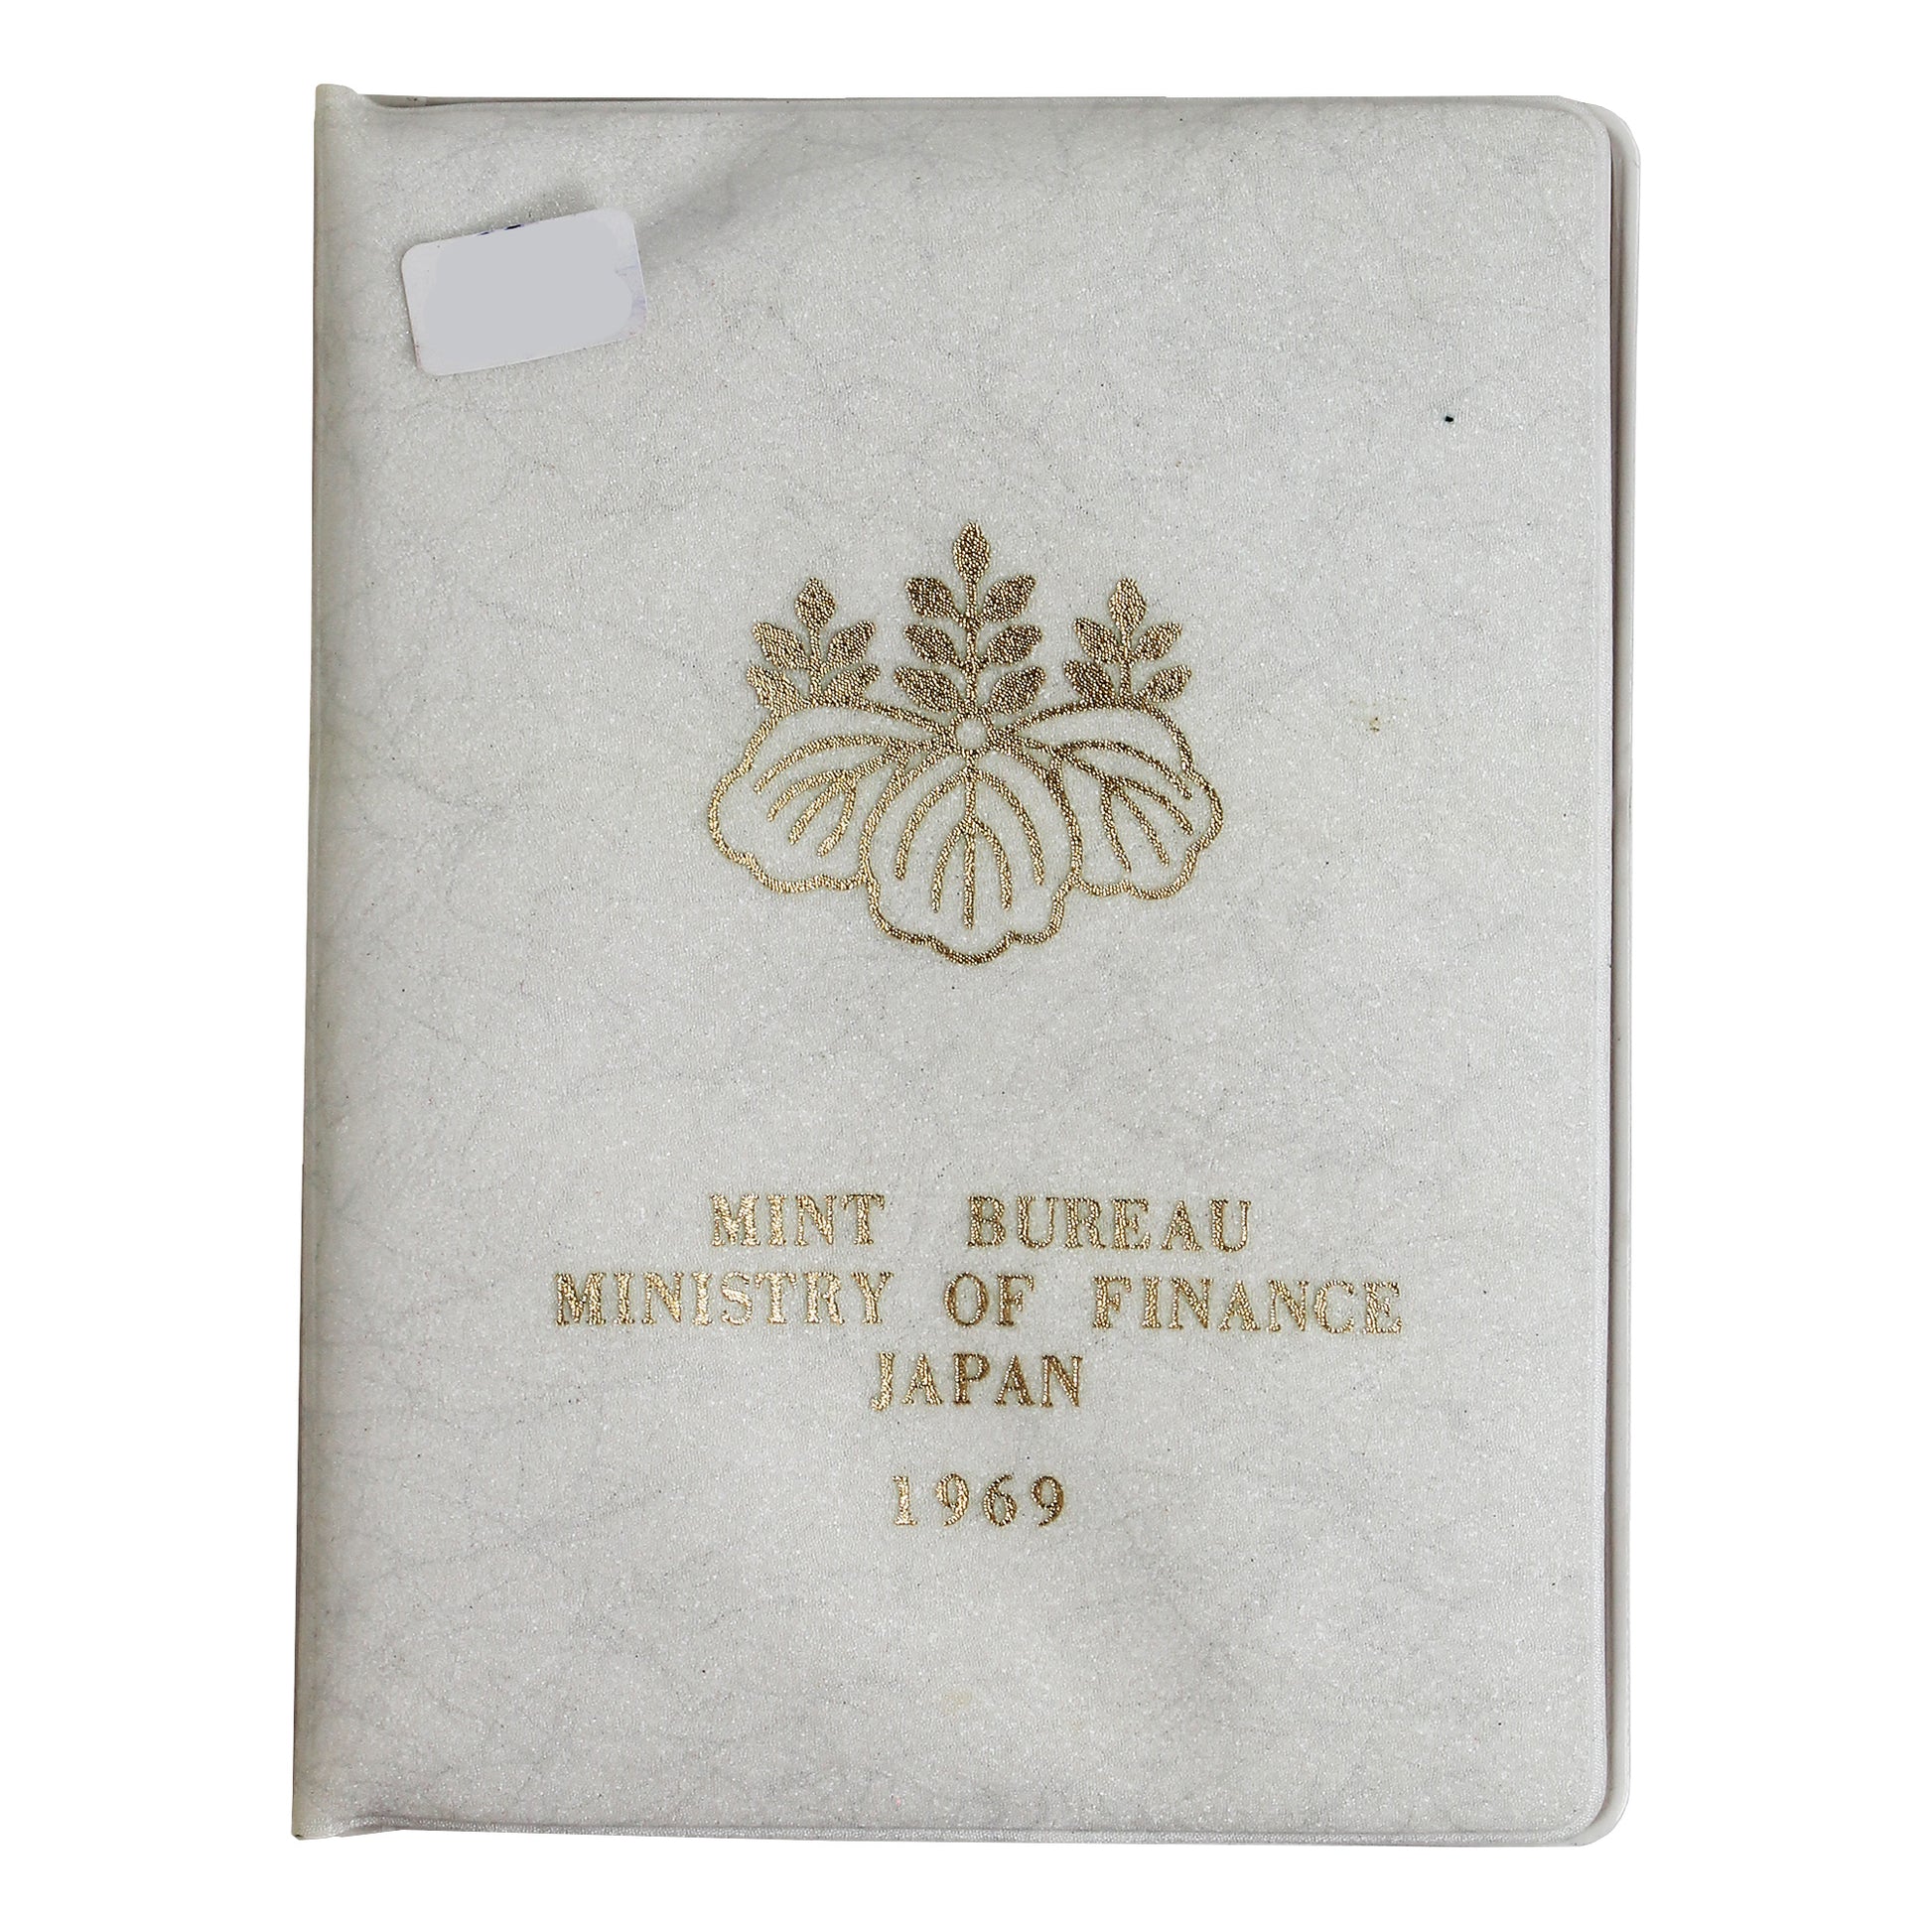 MINT BUREAU
MINISTRY OF FINANCE
JAPAN
1969